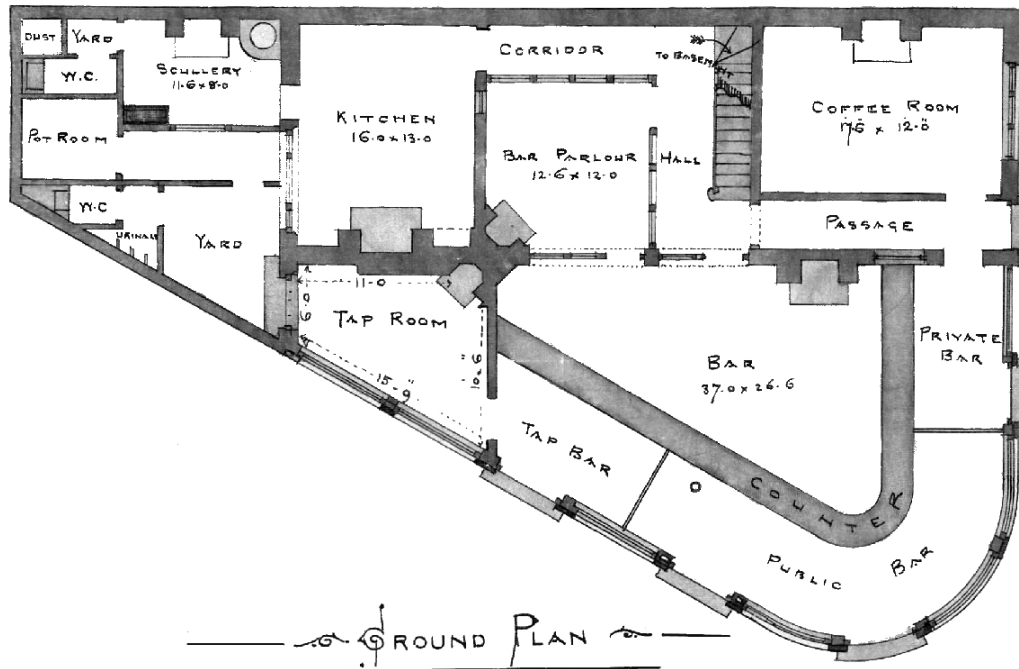 DUST
YARD
W.C.
SCULLERY
11.6 x 8.0
POT ROOM
W.C
URINALS
YARD
KITCHEN
16.0 x 13.0
CORRIDOR
TO BASEMENT
BAR PARLOUR
12.6 x 12.0
HALL
COFFEE ROOM
17.6 x 12.0
PASSAGE
11-0
9-0
TAP ROOM
10-6
15-9"
BAR
37.0 x 26.6
PRIVATE
BAR
TAP BAR
COUNTER
PUBLIC BAR
GROUND PLAN